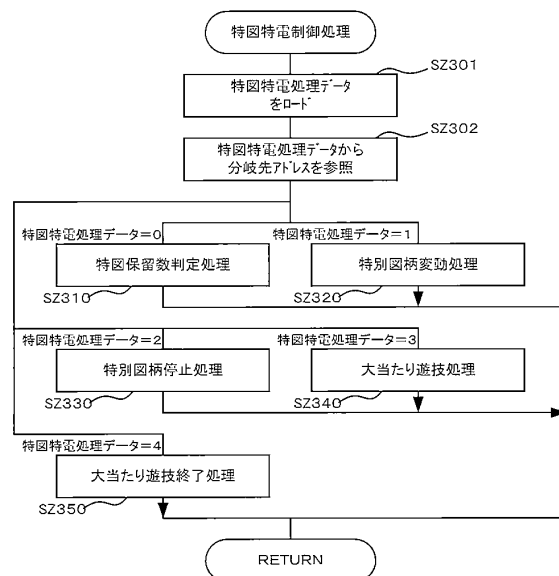 特図特電制御処理
SZ301
特図特電処理データ
をロード
SZ302
特図特電処理データから
分岐先アドレスを参照
特図特電処理データ=0
特図特電処理データ=1
特図保留数判定処理
特別図柄変動処理
SZ310
SZ320
特図特電処理データ=2
特図特電処理データ=3
特別図柄停止処理
大当たり遊技処理
SZ330
SZ340
特図特電処理データ=4
大当たり遊技終了処理
SZ350
RETURN